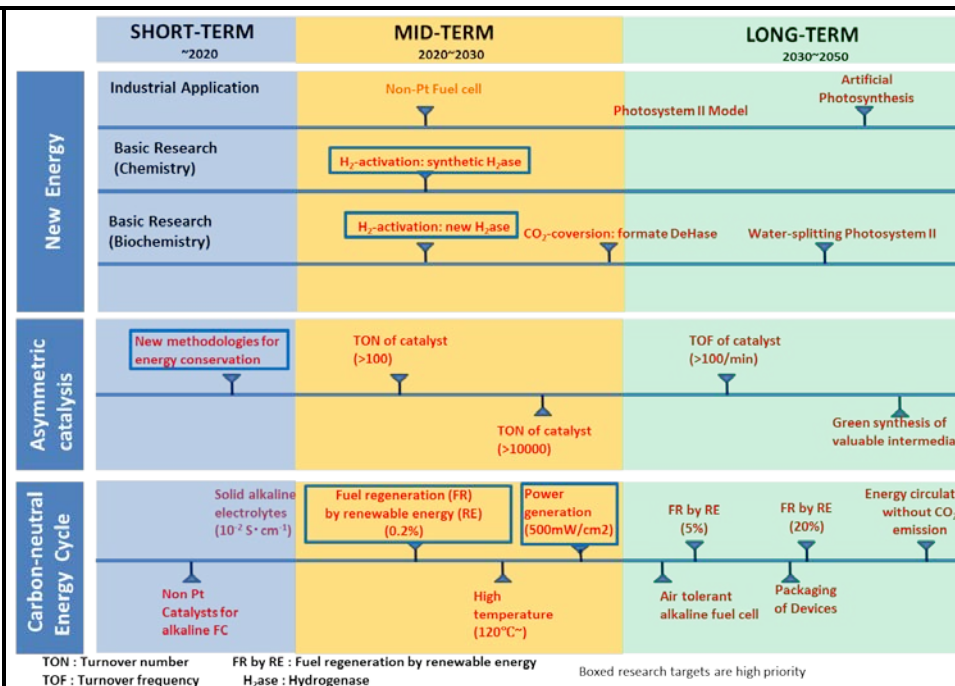 SHORT-TERM
~2020
MID-TERM
2020~2030
LONG-TERM
2030~2050
New Energy
Industrial Application
Non-Pt Fuel cell
Photosystem II Model
Artificial
Photosynthesis
Basic Research
(Chemistry)
H₂-activation: synthetic H₂ase
Basic Research
(Biochemistry)
H₂-activation: new H₂ase
CO₂-coversion: formate DeHase
Water-splitting Photosystem II
Asymmetric
catalysis
New methodologies for
energy conservation
TON of catalyst
(>100)
TON of catalyst
(>10000)
TOF of catalyst
(>100/min)
Green synthesis of
valuable intermedia
Carbon-neutral
Energy Cycle
Solid alkaline
electrolytes
(10⁻² S・cm⁻¹)
Non Pt
Catalysts for
alkaline FC
Fuel regeneration (FR)
by renewable energy (RE)
(0.2%)
High
temperature
(120℃~)
Power
generation
(500mW/cm2)
Air tolerant
alkaline fuel cell
FR by RE
(5%)
Packaging
of Devices
FR by RE
(20%)
Energy circulat
without CO₂
emission
TON : Turnover number
FR by RE : Fuel regeneration by renewable energy
TOF : Turnover frequency
H₂ase : Hydrogenase
Boxed research targets are high priority